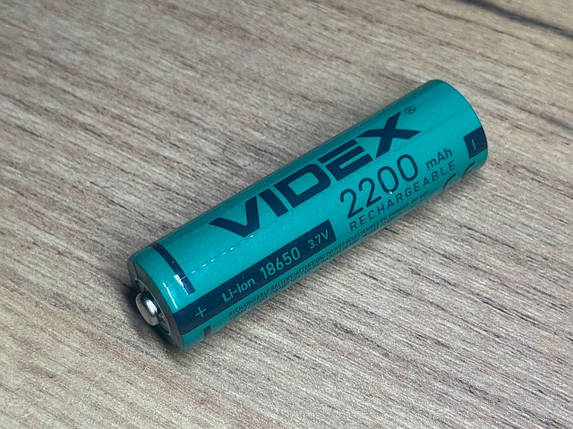 VIDEX®
2200 mAh
RECHARGEABLE
+ Li-ion 18650 3.7V